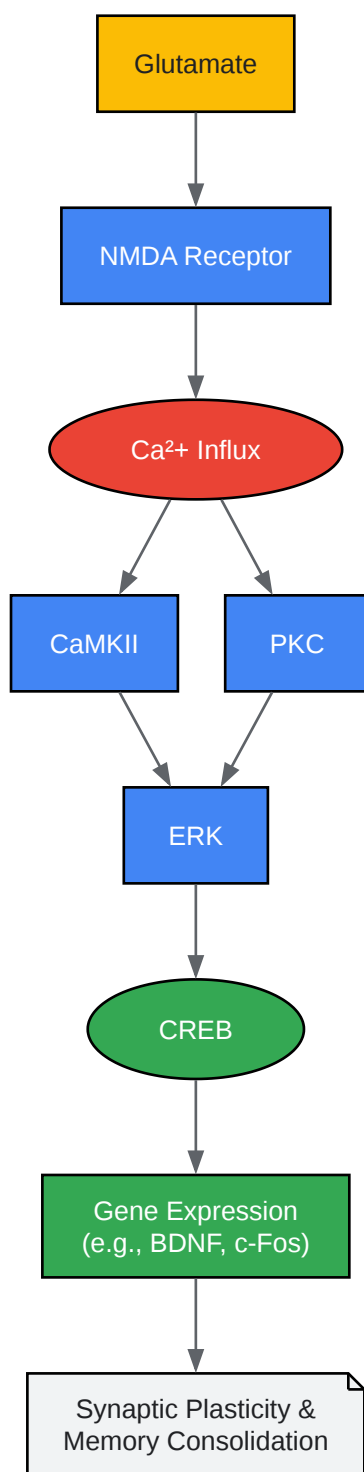 Glutamate
NMDA Receptor
Ca²+ Influx
CaMKII
PKC
ERK
CREB
Gene Expression
(e.g., BDNF, c-Fos)
Synaptic Plasticity &
Memory Consolidation